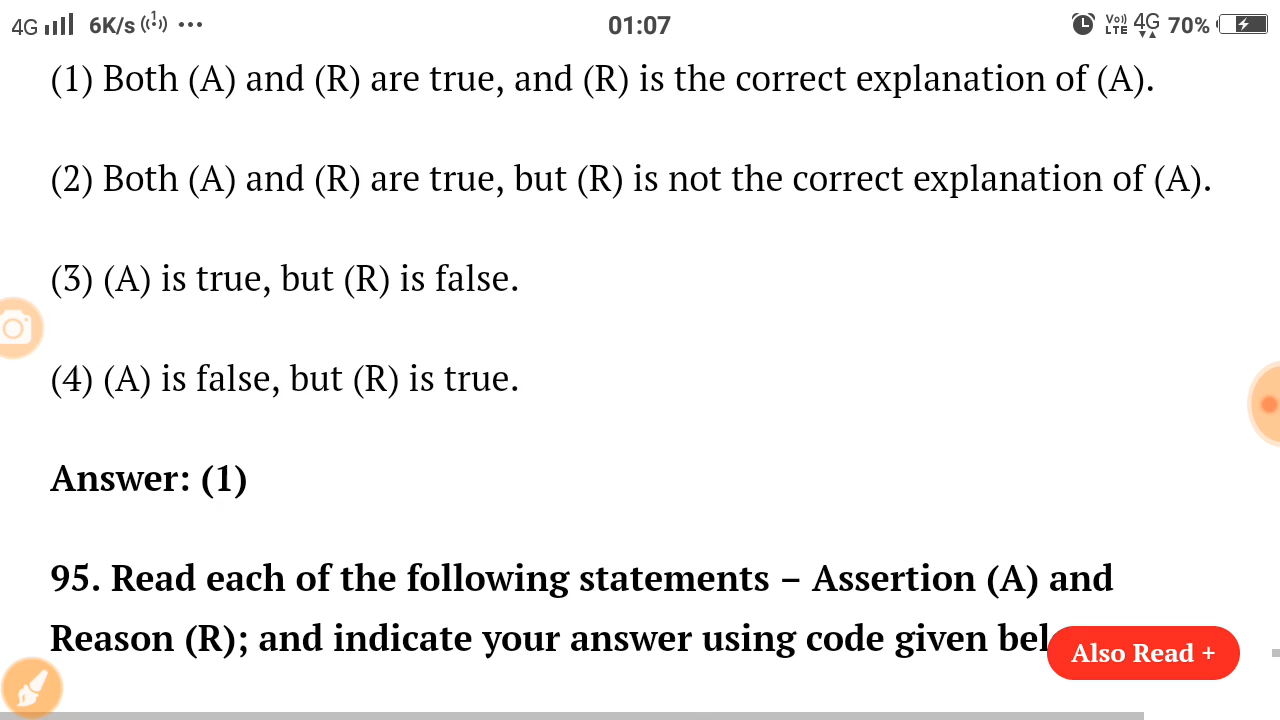 4G 6K/s ••• 01:07 Vo)) LTE 4G 70%
(1) Both (A) and (R) are true, and (R) is the correct explanation of (A).
(2) Both (A) and (R) are true, but (R) is not the correct explanation of (A).
(3) (A) is true, but (R) is false.
(4) (A) is false, but (R) is true.
Answer: (1)
95. Read each of the following statements – Assertion (A) and
Reason (R); and indicate your answer using code given bel
Also Read +